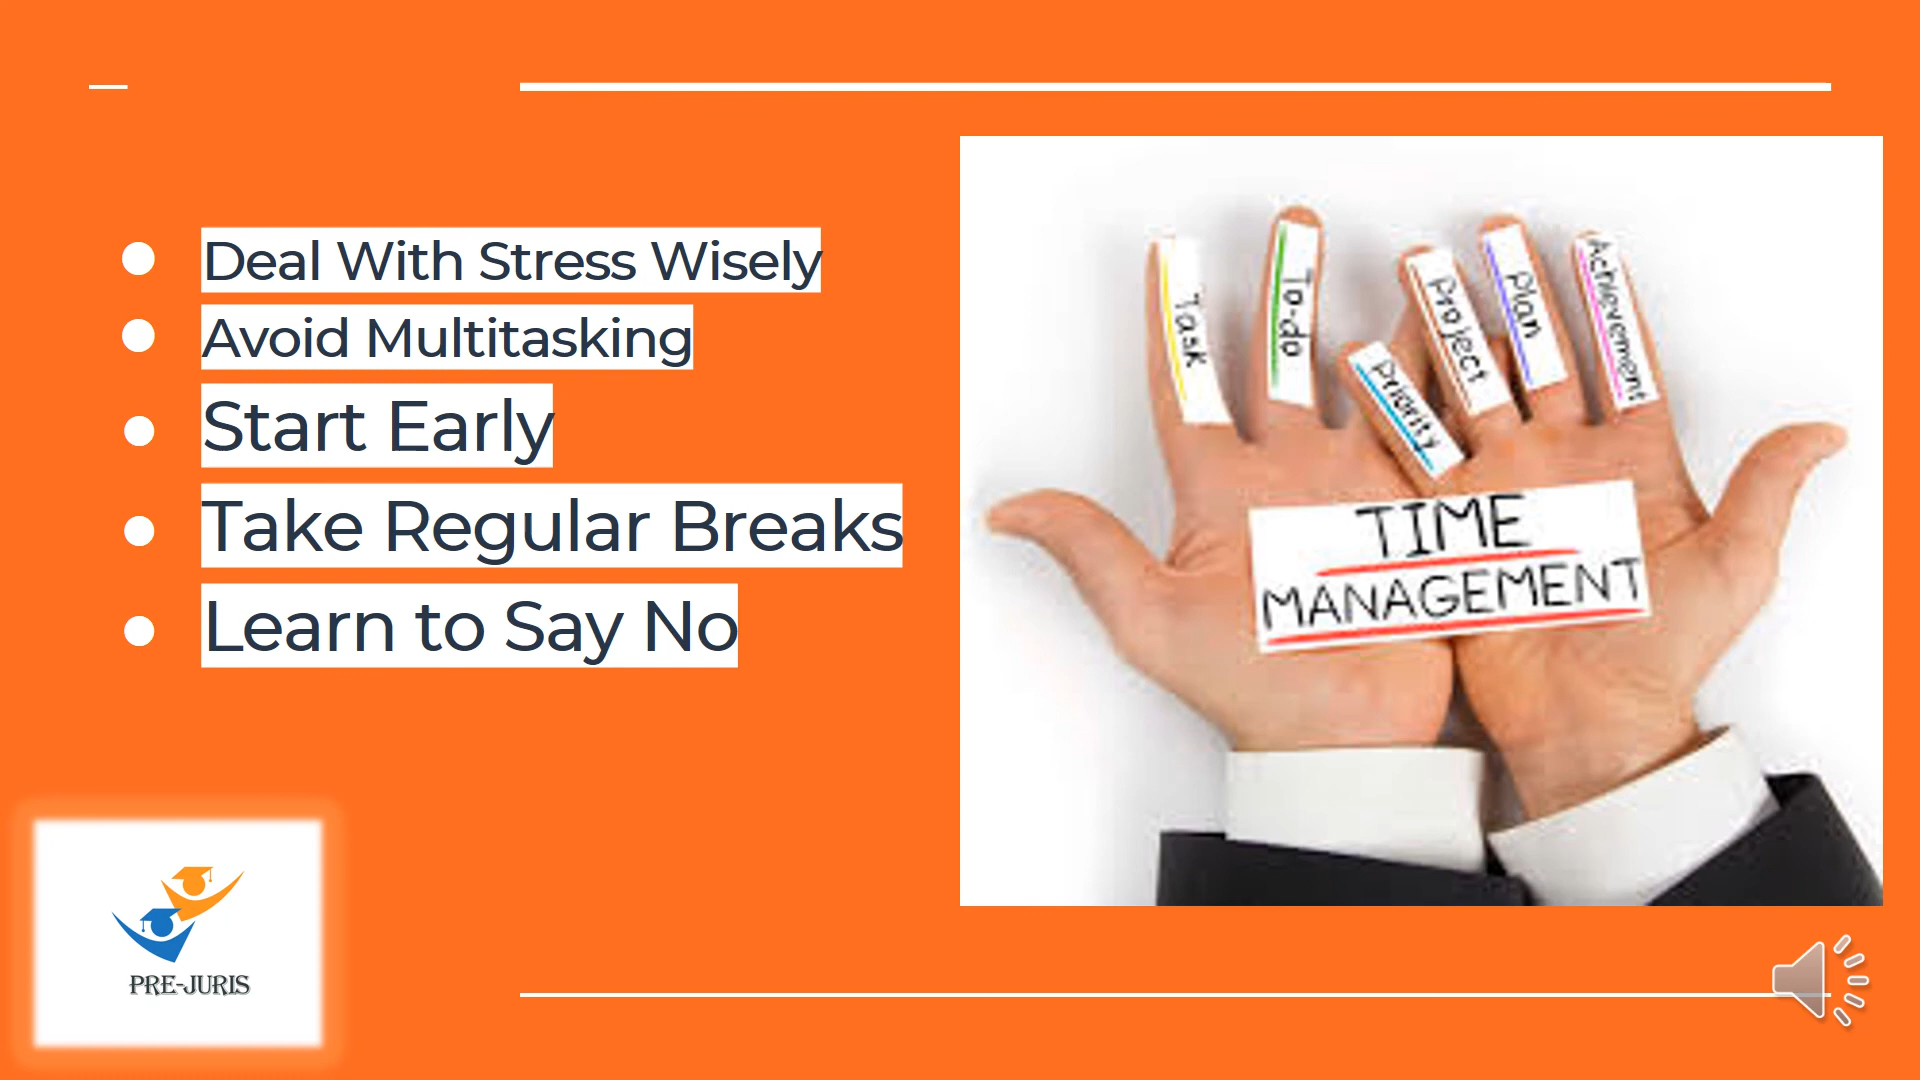 Deal With Stress Wisely
Avoid Multitasking
Start Early
Take Regular Breaks
Learn to Say No
Task
To-do
Priority
Project
Plan
Achievement
TIME
MANAGEMENT
PRE-JURIS